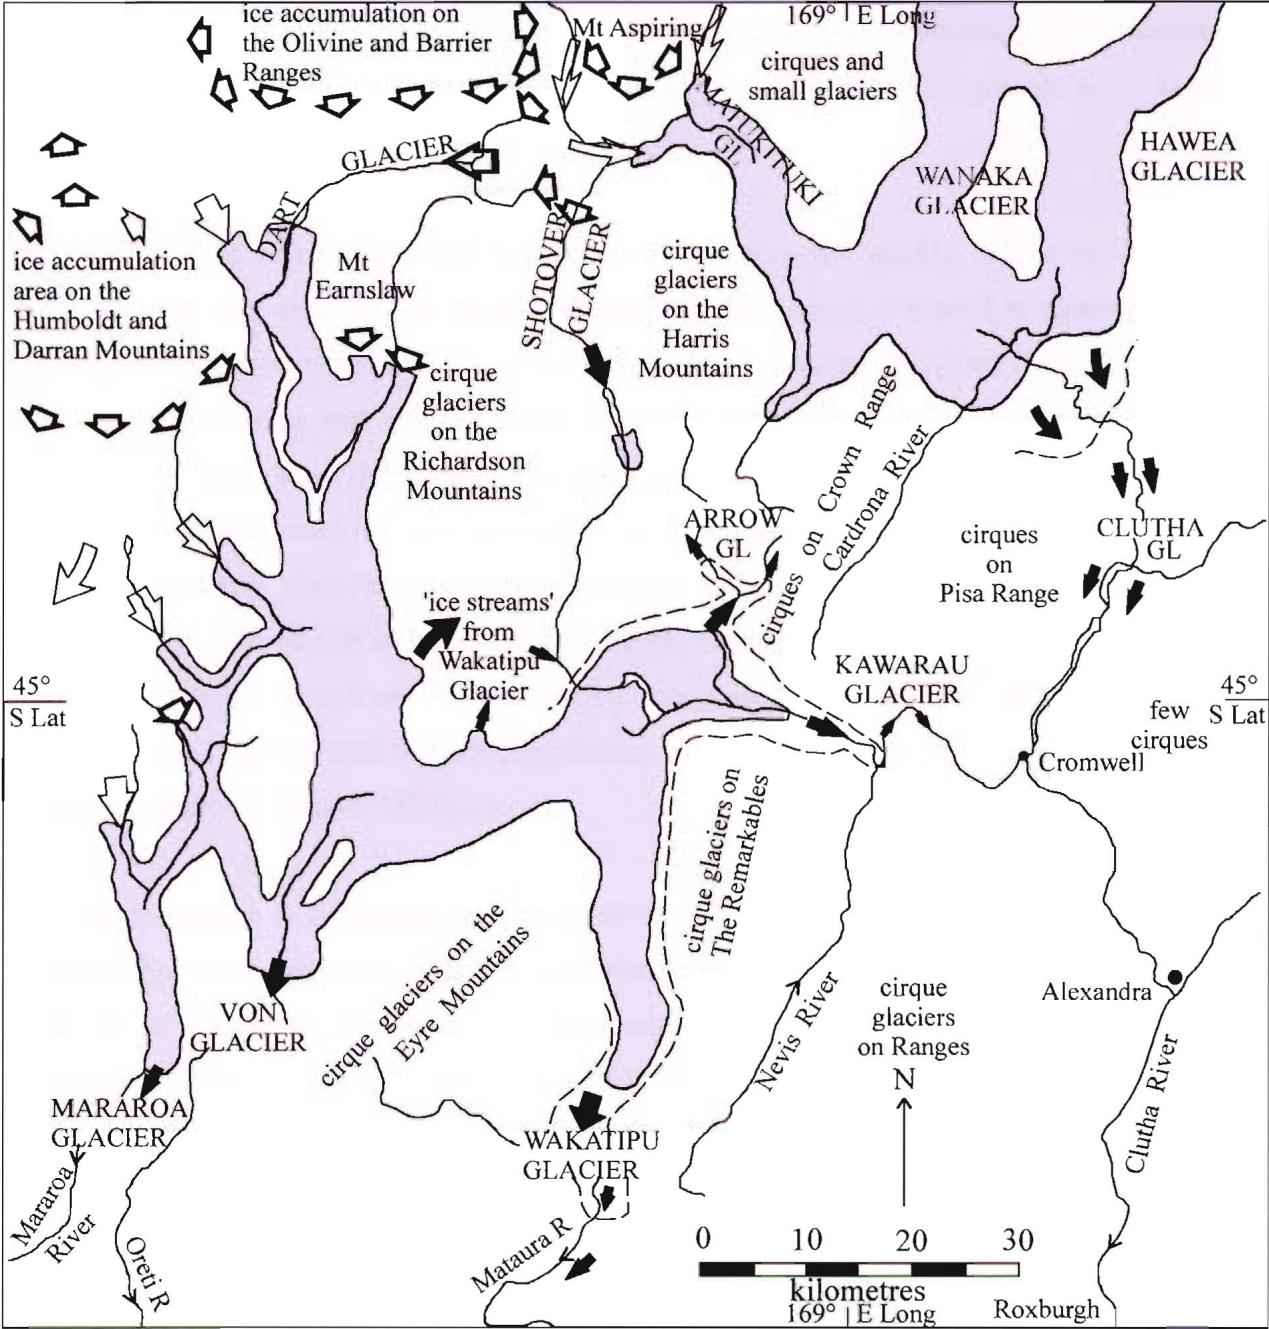 ice accumulation on
the Olivine and Barrier
Ranges
Mt Aspiring
169° E Long
cirques and
small glaciers
MATUKITUKI
GL
HAWEA
GLACIER
WANAKA
GLACIER
DART
GLACIER
SHOTOVER
GLACIER
ice accumulation
area on the
Humboldt and
Darran Mountains
Mt
Earnslaw
cirque
glaciers
on the
Harris
Mountains
cirque
glaciers
on the
Richardson
Mountains
cirques on Crown Range
Cardrona River
ARROW
GL
cirques
on
Pisa Range
CLUTHA
GL
'ice streams'
from
Wakatipu
Glacier
KAWARAU
GLACIER
45°
S Lat
45°
S Lat
few
cirques
Cromwell
cirque glaciers on
The Remarkables
cirque glaciers on the
Eyre Mountains
Nevis River
cirque
glaciers
on Ranges
Alexandra
Clutha River
VON
GLACIER
MARAROA
GLACIER
WAKATIPU
GLACIER
Mararoa
River
Oreti R
Mataura R
N
0 10 20 30
kilometres
169° E Long
Roxburgh